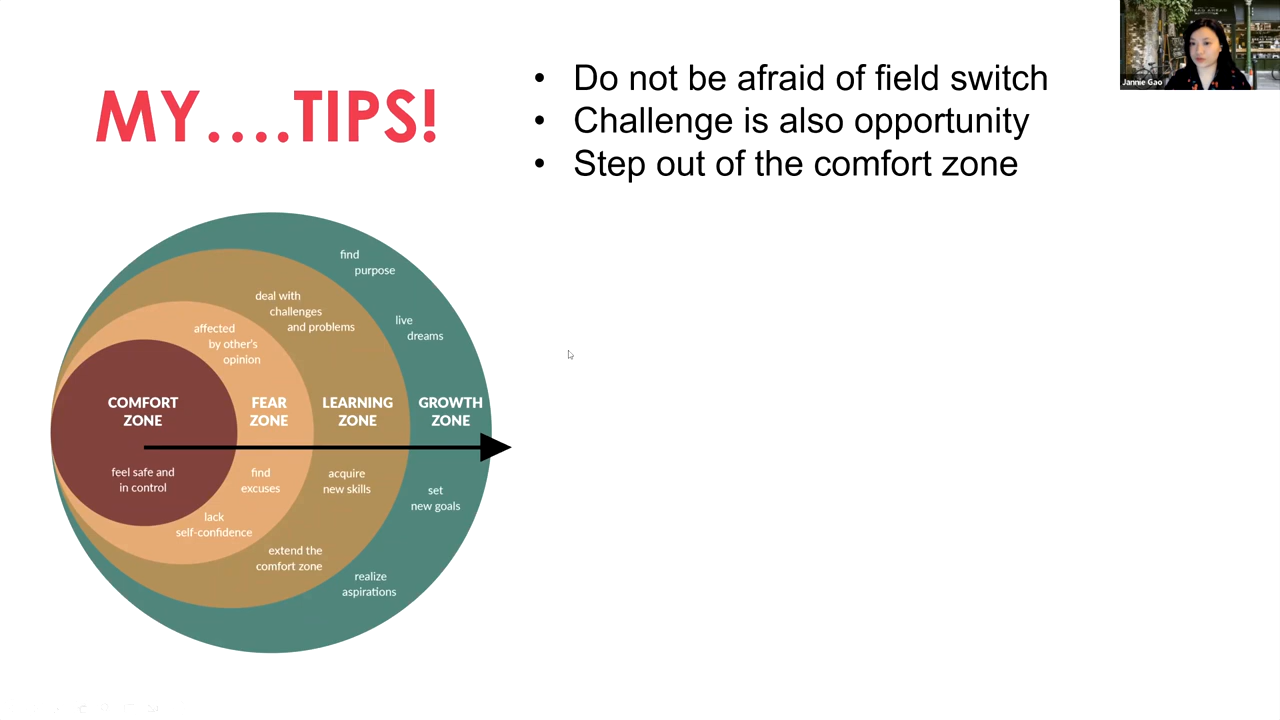 MY....TIPS!
• Do not be afraid of field switch
• Challenge is also opportunity
• Step out of the comfort zone
Jannie Gao
find
purpose
deal with
challenges
and problems
live
dreams
affected
by other's
opinion
COMFORT
ZONE
FEAR
ZONE
LEARNING
ZONE
GROWTH
ZONE
feel safe and
in control
find
excuses
acquire
new skills
set
new goals
lack
self-confidence
extend the
comfort zone
realize
aspirations